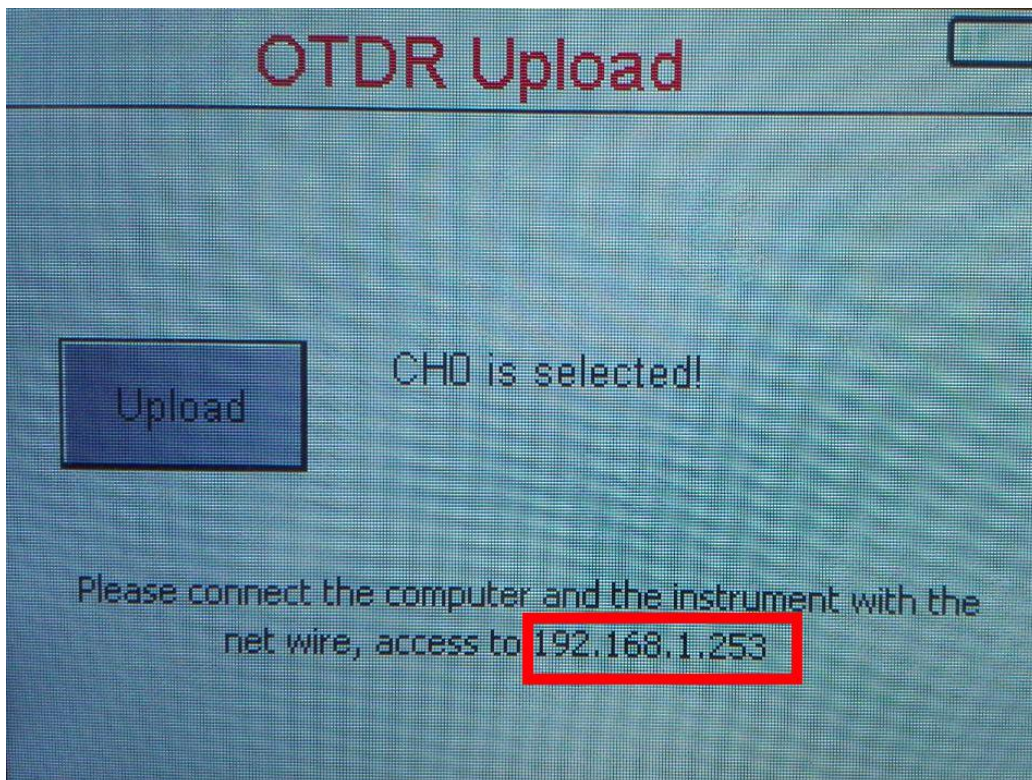 OTDR Upload
CH0 is selected!
Upload
Please connect the computer and the instrument with the
net wire, access to 192.168.1.253